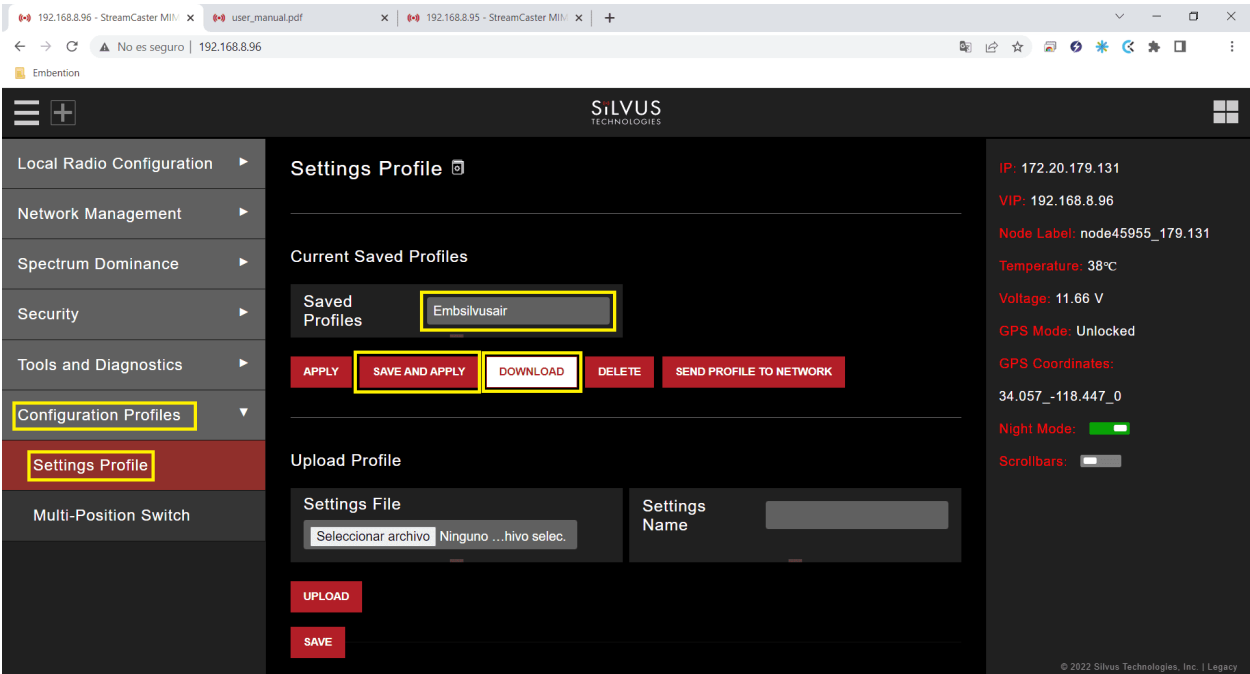 192.168.8.96 - StreamCaster MIM
user_manual.pdf
192.168.8.95 - StreamCaster MIM
No es seguro | 192.168.8.96
Embention
SiLVUS
TECHNOLOGIES
Local Radio Configuration
Network Management
Spectrum Dominance
Security
Tools and Diagnostics
Configuration Profiles
Settings Profile
Multi-Position Switch
Settings Profile
Current Saved Profiles
Saved Profiles
Embsilvusair
APPLY
SAVE AND APPLY
DOWNLOAD
DELETE
SEND PROFILE TO NETWORK
Upload Profile
Settings File
Seleccionar archivo Ninguno …hivo selec.
Settings Name
UPLOAD
SAVE
IP: 172.20.179.131
VIP: 192.168.8.96
Node Label: node45955_179.131
Temperature: 38℃
Voltage: 11.66 V
GPS Mode: Unlocked
GPS Coordinates:
34.057_-118.447_0
Night Mode:
Scrollbars:
© 2022 Silvus Technologies, Inc. | Legacy